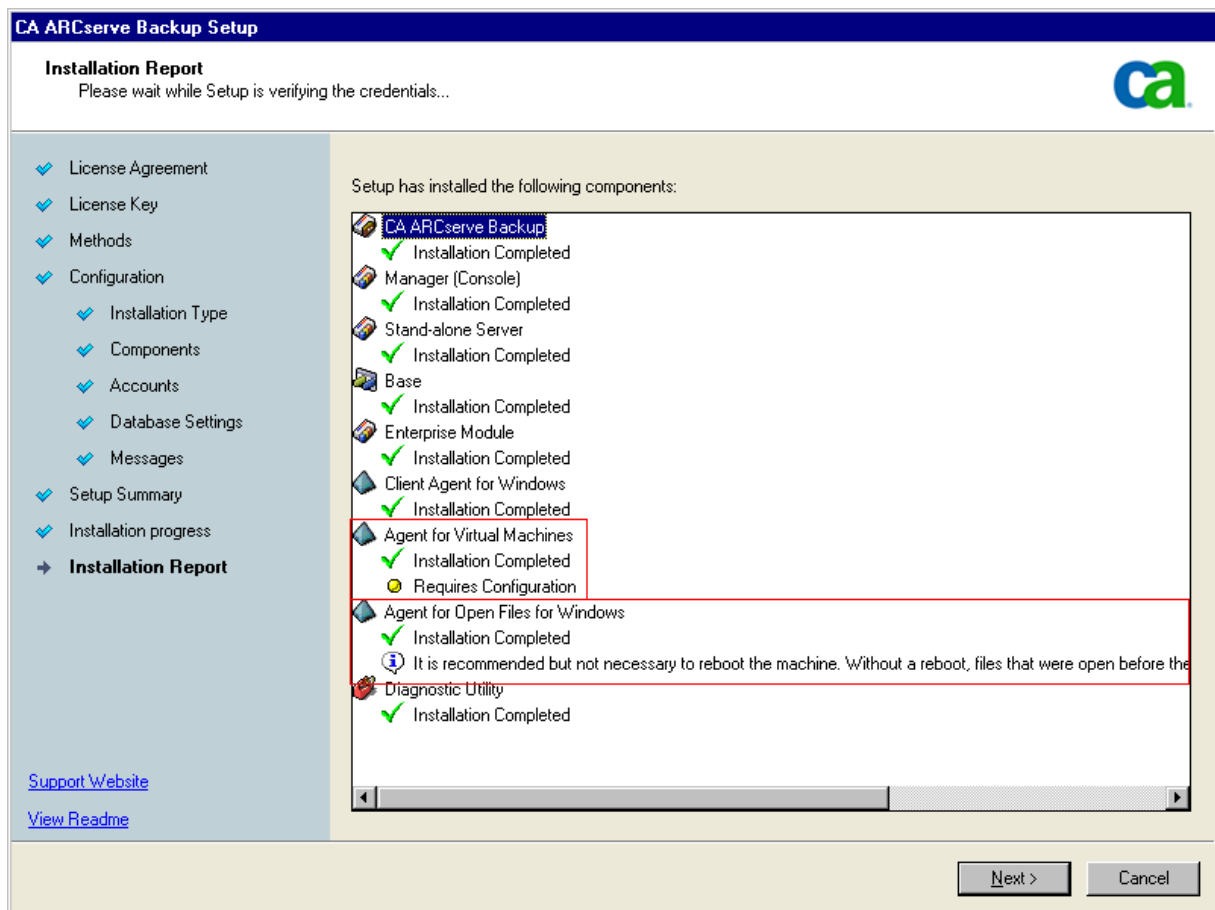 CA ARCserve Backup Setup
Installation Report
Please wait while Setup is verifying the credentials...
ca
License Agreement
License Key
Methods
Configuration
Installation Type
Components
Accounts
Database Settings
Messages
Setup Summary
Installation progress
Installation Report
Support Website
View Readme
Setup has installed the following components:
CA ARCserve Backup
Installation Completed
Manager (Console)
Installation Completed
Stand-alone Server
Installation Completed
Base
Installation Completed
Enterprise Module
Installation Completed
Client Agent for Windows
Installation Completed
Agent for Virtual Machines
Installation Completed
Requires Configuration
Agent for Open Files for Windows
Installation Completed
It is recommended but not necessary to reboot the machine. Without a reboot, files that were open before the
Diagnostic Utility
Installation Completed
Next >
Cancel